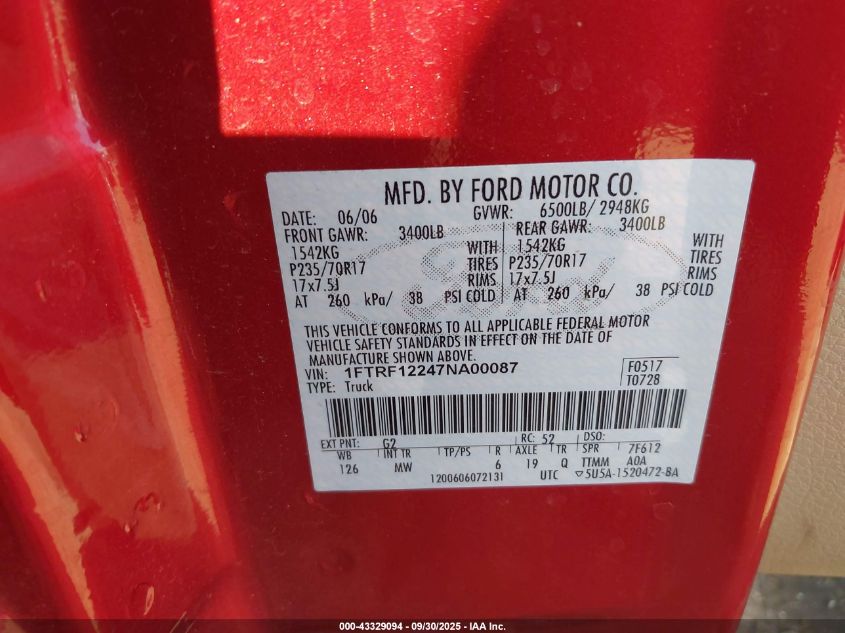 MFD. BY FORD MOTOR CO.
DATE: 06/06 GVWR: 6500LB/ 2948KG
FRONT GAWR: 3400LB REAR GAWR: 3400LB
1542KG WITH 1542KG WITH
P235/70R17 TIRES P235/70R17 TIRES
17x7.5J RIMS 17x7.5J RIMS
AT 260 kPa/ 38 PSI COLD AT 260 kPa/ 38 PSI COLD
THIS VEHICLE CONFORMS TO ALL APPLICABLE FEDERAL MOTOR
VEHICLE SAFETY STANDARDS IN EFFECT ON THE DATE OF
MANUFACTURE SHOWN ABOVE.
VIN: 1FTRF12247NA00087 F0517
TYPE: Truck T0728
EXT PNT: G2 RC: 52 DSO:
WB INT TR TP/PS R AXLE TR SPR 7F612
126 MW 6 19 Q TTMM A0A
1200606072131 UTC ▽5U5A-1520472-BA
000-43329094 - 09/30/2025 - IAA Inc.